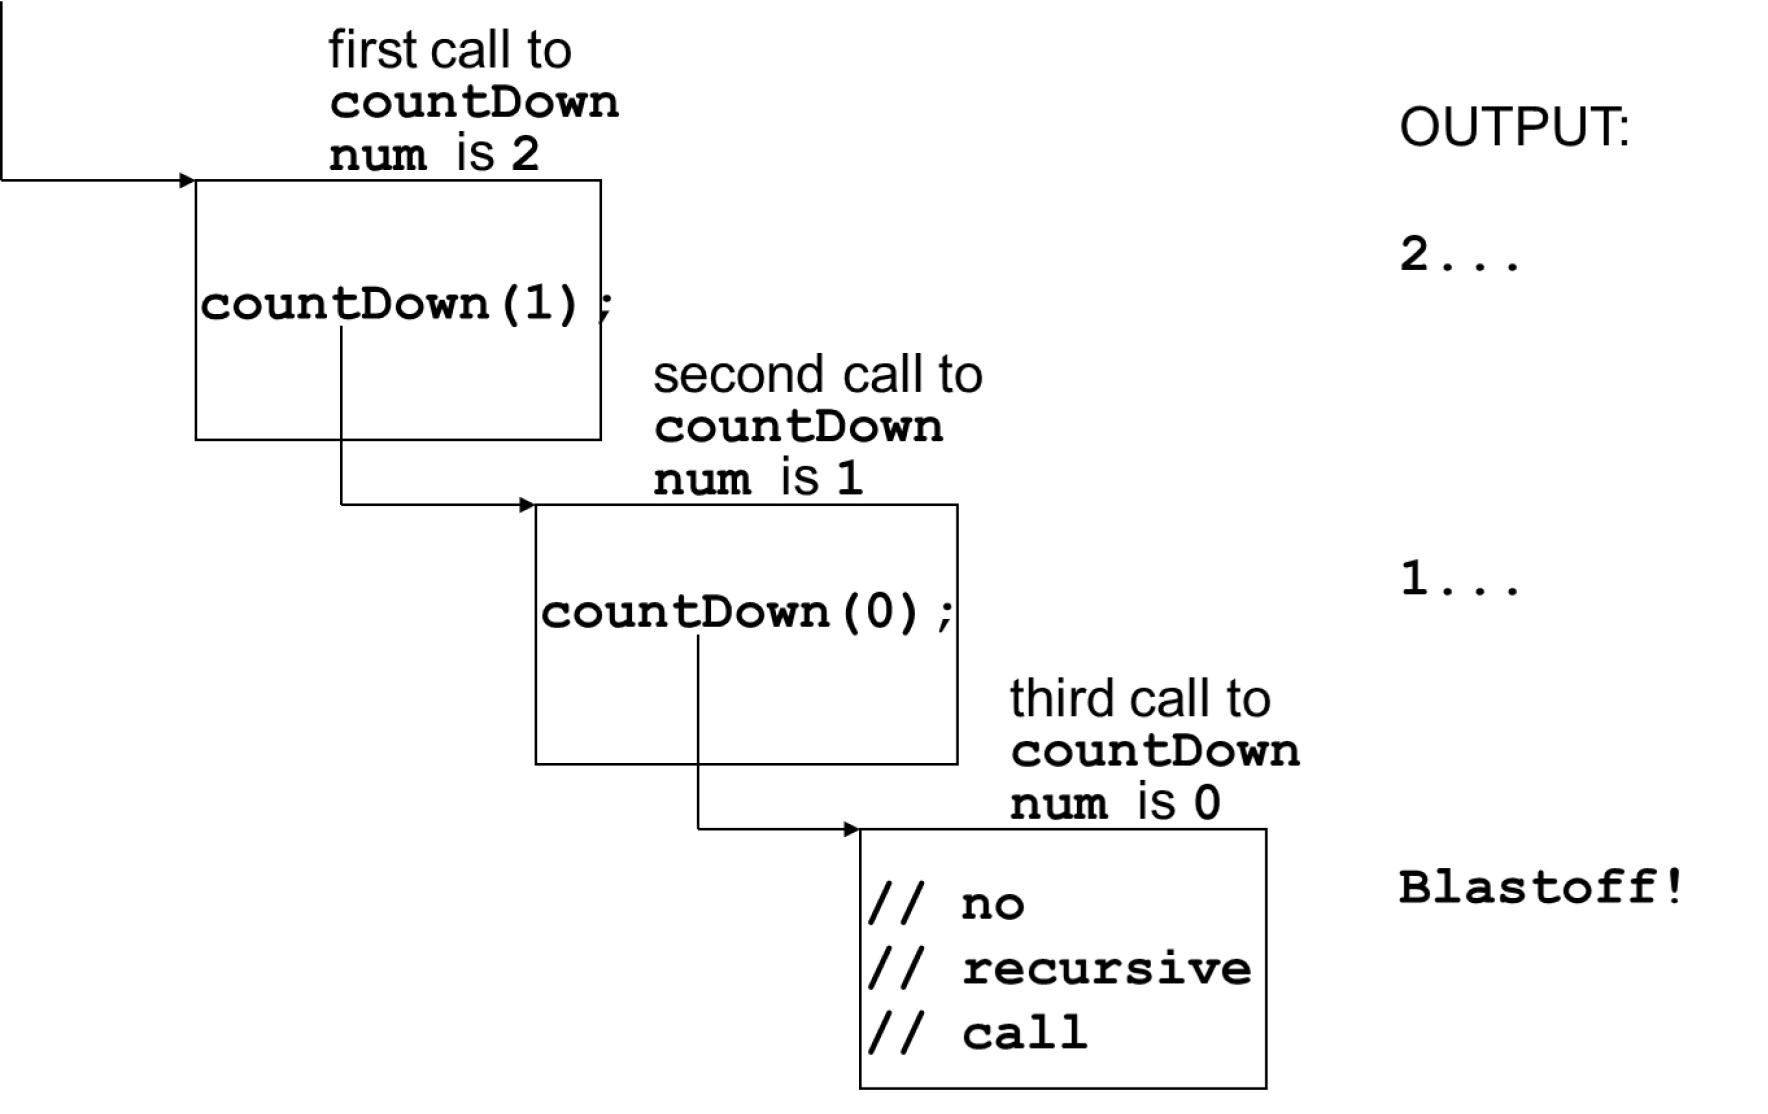 first call to
countDown
num is 2
OUTPUT:
2...
countDown(1);
second call to
countDown
num is 1
1...
countDown(0);
third call to
countDown
num is 0
Blastoff!
// no
// recursive
// call